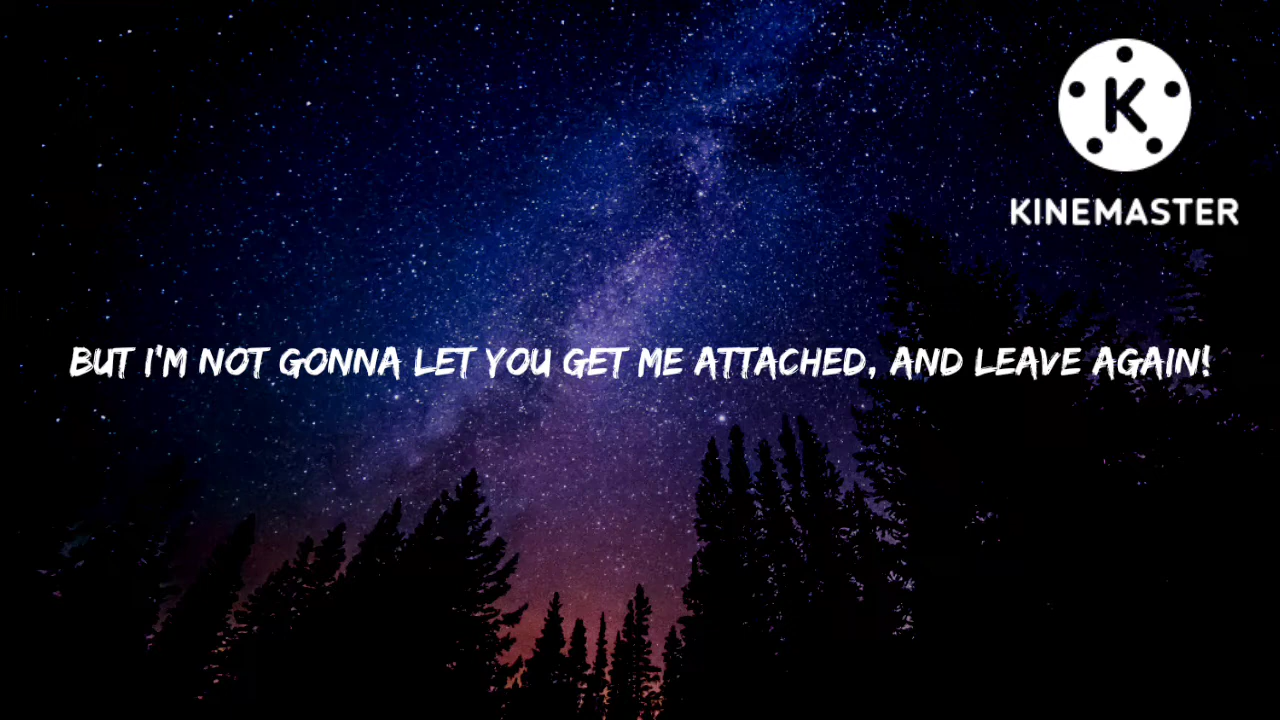 K
KINEMASTER
BUT I'M NOT GONNA LET YOU GET ME ATTACHED, AND LEAVE AGAIN!